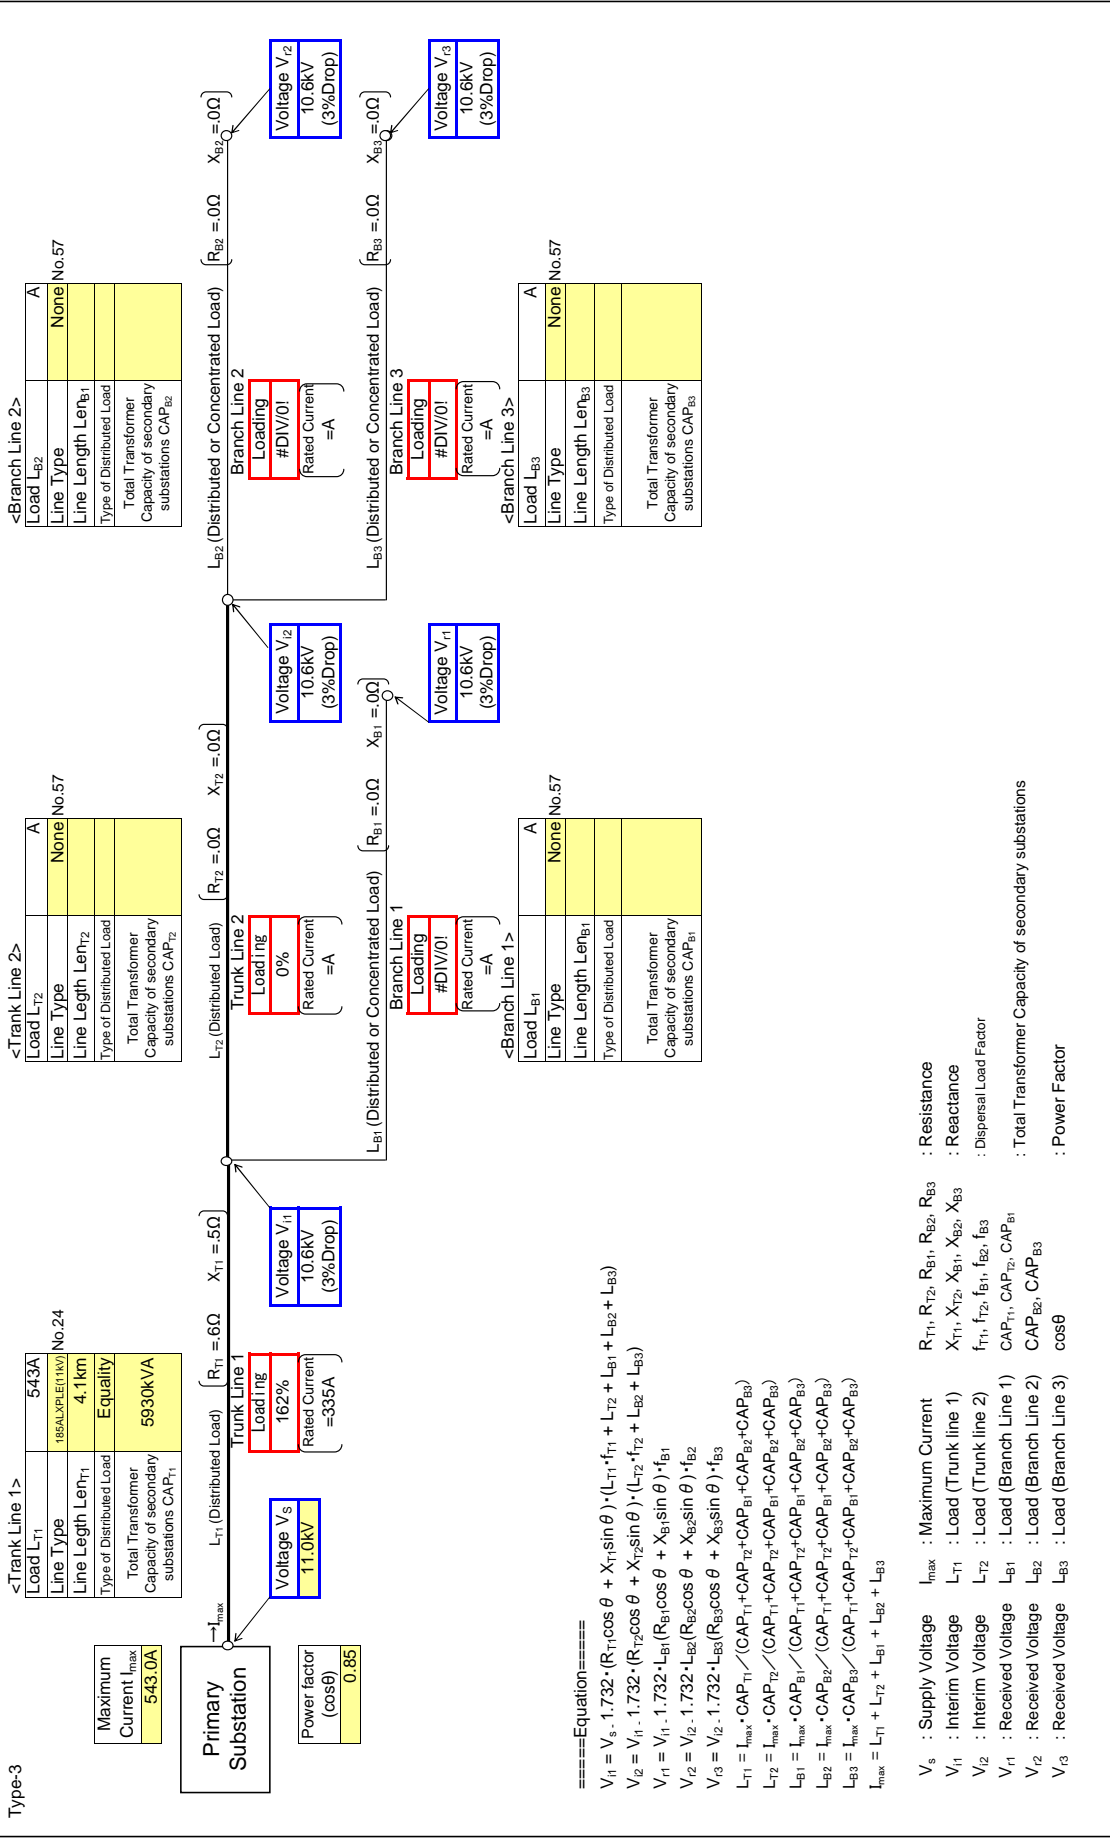 Type-3
Maximum
Current Imax
543.0A
Primary
Substation
Power factor
(cosθ)
0.85
→Imax
Voltage VS
11.0kV
<Trank Line 1>
Load LT1 543A
Line Type 185ALXPLE(11kV) No.24
Line Length LenT1 4.1km
Type of Distributed Load Equality
Total Transformer
Capacity of secondary
substations CAPT1
5930kVA
LT1 (Distributed Load)
RT1 =.6Ω XT1 =.5Ω
Trunk Line 1
Loading
162%
Rated Current
=335A
Voltage Vi1
10.6kV
(3%Drop)
<Trank Line 2>
Load LT2 A
Line Type None No.57
Line Legth LenT2
Type of Distributed Load
Total Transformer
Capacity of secondary
substations CAPT2
LT2 (Distributed Load)
RT2 =.0Ω XT2 =.0Ω
Trunk Line 2
Loading
0%
Rated Current
=A
Voltage Vi2
10.6kV
(3%Drop)
LB1 (Distributed or Concentrated Load)
RB1 =.0Ω XB1 =.0Ω
Branch Line 1
Loading
#DIV/0!
Rated Current
=A
Voltage Vr1
10.6kV
(3%Drop)
<Branch Line 1>
Load LB1 A
Line Type None No.57
Line Length LenB1
Type of Distributed Load
Total Transformer
Capacity of secondary
substations CAPB1
<Branch Line 2>
Load LB2 A
Line Type None No.57
Line Length LenB1
Type of Distributed Load
Total Transformer
Capacity of secondary
substations CAPB2
LB2 (Distributed or Concentrated Load)
RB2 =.0Ω XB2 =.0Ω
Branch Line 2
Loading
#DIV/0!
Rated Current
=A
Voltage Vr2
10.6kV
(3%Drop)
LB3 (Distributed or Concentrated Load)
RB3 =.0Ω XB3 =.0Ω
Branch Line 3
Loading
#DIV/0!
Rated Current
=A
Voltage Vr3
10.6kV
(3%Drop)
<Branch Line 3>
Load LB3 A
Line Type None No.57
Line Length LenB3
Type of Distributed Load
Total Transformer
Capacity of secondary
substations CAPB3
=====Equation=====
Vi1 = VS - 1.732・(RT1cosθ + XT1sinθ)・(LT1・fT1 + LT2 + LB1 + LB2 + LB3)
Vi2 = Vi1 - 1.732・(RT2cosθ + XT2sinθ)・(LT2・fT2 + LB2 + LB3)
Vr1 = Vi1 - 1.732・LB1(RB1cosθ + XB1sinθ)・fB1
Vr2 = Vi2 - 1.732・LB2(RB2cosθ + XB2sinθ)・fB2
Vr3 = Vi2 - 1.732・LB3(RB3cosθ + XB3sinθ)・fB3
LT1 = Imax・CAPT1／(CAPT1+CAPT2+CAPB1+CAPB2+CAPB3)
LT2 = Imax・CAPT2／(CAPT1+CAPT2+CAPB1+CAPB2+CAPB3)
LB1 = Imax・CAPB1／(CAPT1+CAPT2+CAPB1+CAPB2+CAPB3)
LB2 = Imax・CAPB2／(CAPT1+CAPT2+CAPB1+CAPB2+CAPB3)
LB3 = Imax・CAPB3／(CAPT1+CAPT2+CAPB1+CAPB2+CAPB3)
Imax = LT1 + LT2 + LB1 + LB2 + LB3
Vs : Supply Voltage Imax : Maximum Current RT1, RT2, RB1, RB2, RB3 : Resistance
Vi1 : Interim Voltage LT1 : Load (Trunk line 1) XT1, XT2, XB1, XB2, XB3 : Reactance
Vi2 : Interim Voltage LT2 : Load (Trunk line 2) fT1, fT2, fB1, fB2, fB3 : Dispersal Load Factor
Vr1 : Received Voltage LB1 : Load (Branch Line 1) CAPT1, CAPT2, CAPB1 : Total Transformer Capacity of secondary substations
Vr2 : Received Voltage LB2 : Load (Branch Line 2) CAPB2, CAPB3
Vr3 : Received Voltage LB3 : Load (Branch Line 3) cosθ : Power Factor